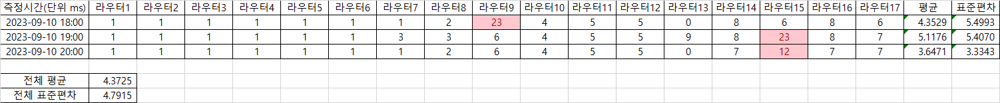 측정시간(단위 ms) 라우터1 라우터2 라우터3 라우터4 라우터5 라우터6 라우터7 라우터8 라우터9 라우터10 라우터11 라우터12 라우터13 라우터14 라우터15 라우터16 라우터17 평균 표준편차
2023-09-10 18:00 1 1 1 1 1 1 1 2 23 4 5 5 0 8 6 8 6 4.3529 5.4993
2023-09-10 19:00 1 1 1 1 1 1 3 3 6 4 5 5 9 8 23 8 7 5.1176 5.4070
2023-09-10 20:00 1 1 1 1 1 1 1 2 6 4 5 5 0 7 12 7 7 3.6471 3.3343
전체 평균 4.3725
전체 표준편차 4.7915